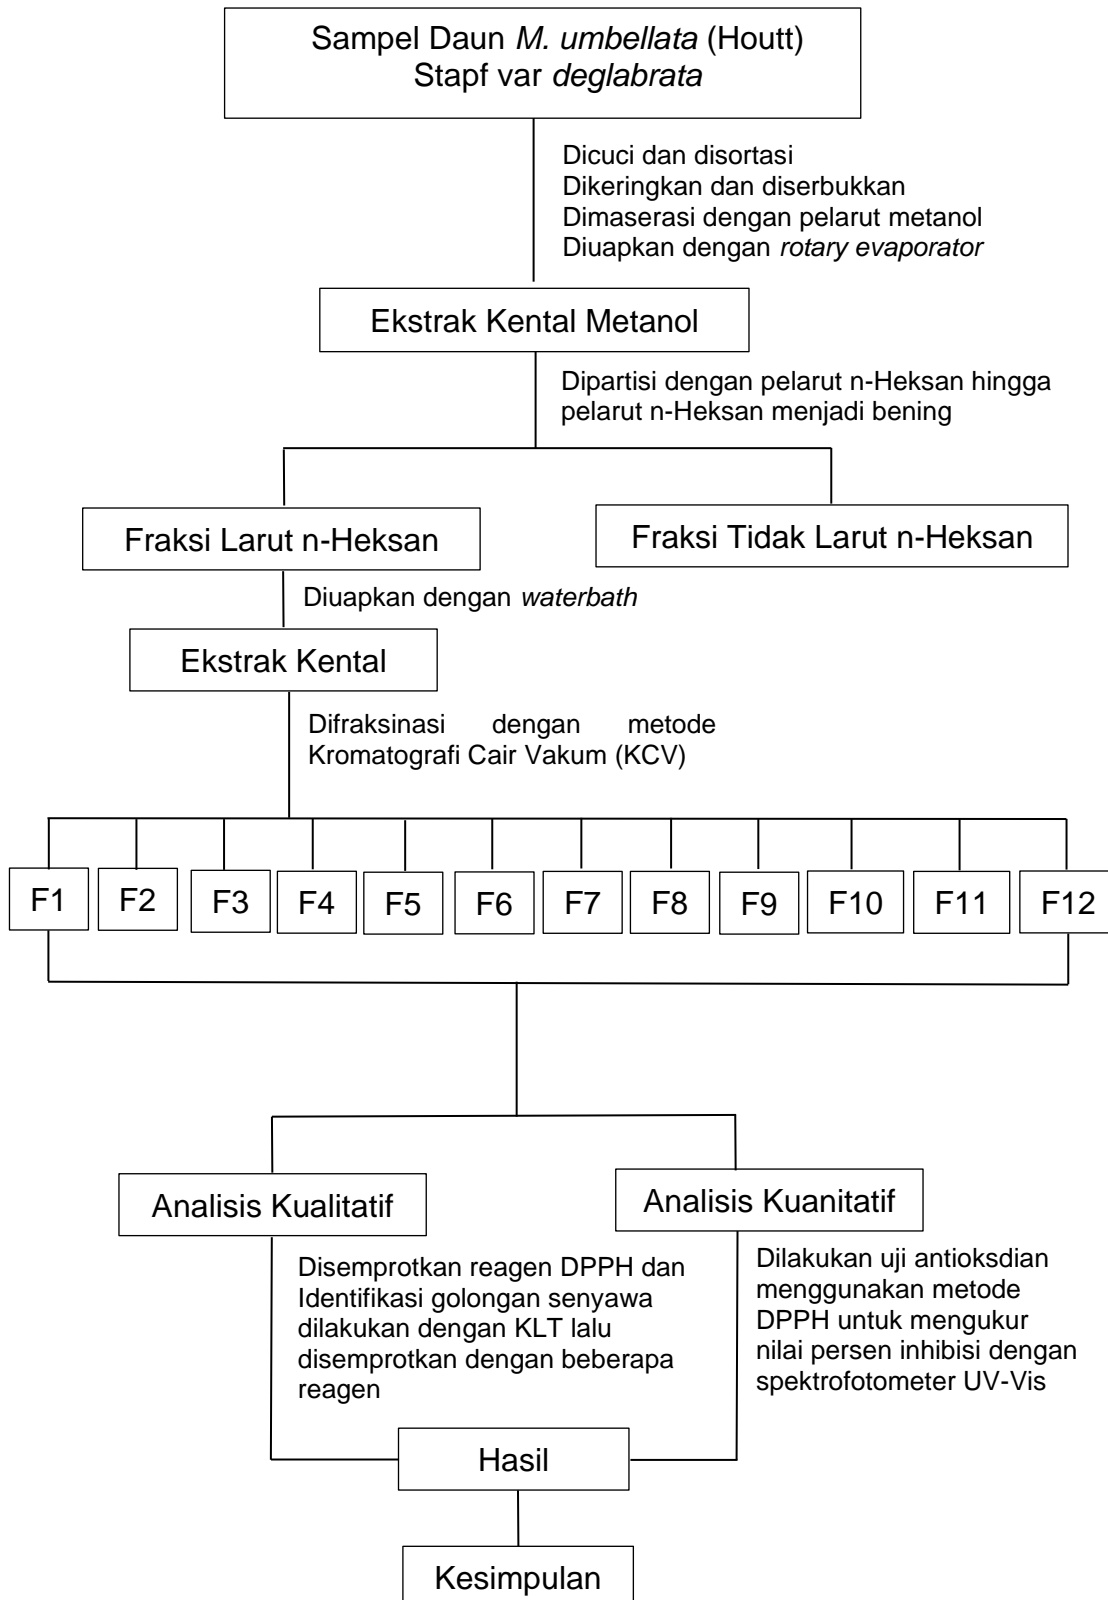 Sampel Daun M. umbellata (Houtt)
Stapf var deglabrata
Dicuci dan disortasi
Dikeringkan dan diserbukkan
Dimaserasi dengan pelarut metanol
Diuapkan dengan rotary evaporator
Ekstrak Kental Metanol
Dipartisi dengan pelarut n-Heksan hingga
pelarut n-Heksan menjadi bening
Fraksi Larut n-Heksan
Fraksi Tidak Larut n-Heksan
Diuapkan dengan waterbath
Ekstrak Kental
Difraksinasi dengan metode
Kromatografi Cair Vakum (KCV)
F1 F2 F3 F4 F5 F6 F7 F8 F9 F10 F11 F12
Analisis Kualitatif
Analisis Kuanitatif
Disemprotkan reagen DPPH dan
Identifikasi golongan senyawa
dilakukan dengan KLT lalu
disemprotkan dengan beberapa
reagen
Dilakukan uji antioksdian
menggunakan metode
DPPH untuk mengukur
nilai persen inhibisi dengan
spektrofotometer UV-Vis
Hasil
Kesimpulan